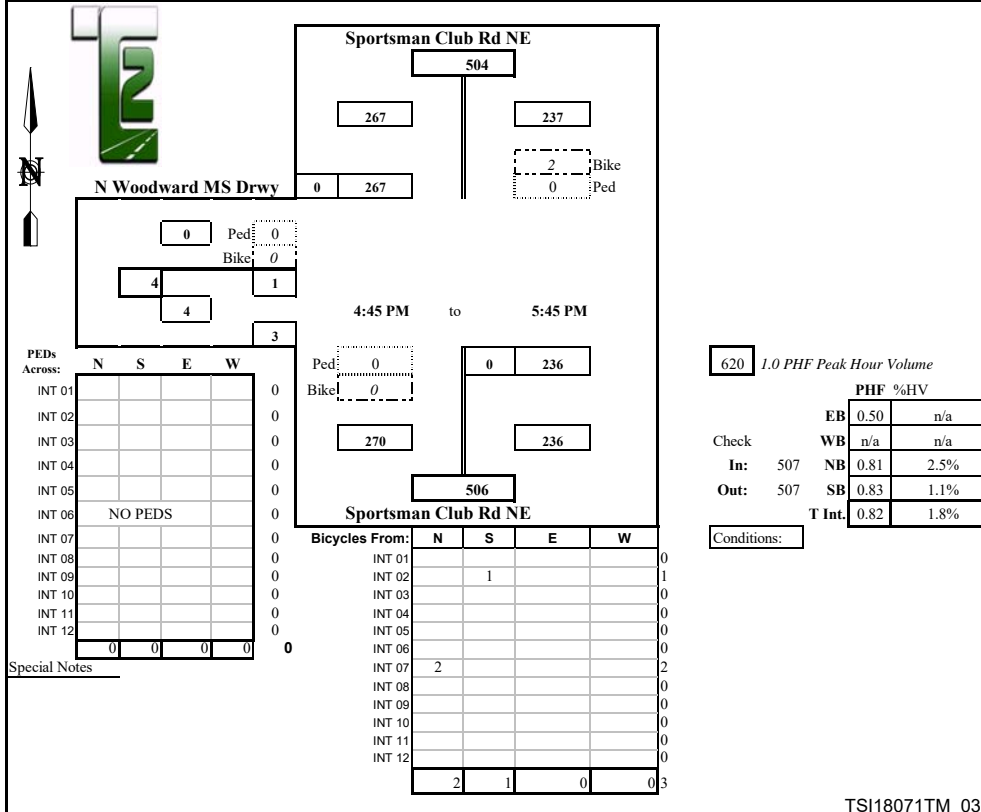 T2
N
Sportsman Club Rd NE
504
267 237
2 Bike
0 Ped
N Woodward MS Drwy
0 267
0 Ped 0
Bike 0
4 1
4
3
4:45 PM to 5:45 PM
Ped 0
Bike 0
0 236
270 236
506
Sportsman Club Rd NE
PEDs
Across: N S E W
INT 01 0
INT 02 0
INT 03 0
INT 04 0
INT 05 0
INT 06 NO PEDS 0
INT 07 0
INT 08 0
INT 09 0
INT 10 0
INT 11 0
INT 12 0
0 0 0 0 0
Special Notes
Bicycles From: N S E W
INT 01 0
INT 02 1 1
INT 03 0
INT 04 0
INT 05 0
INT 06 0
INT 07 2 2
INT 08 0
INT 09 0
INT 10 0
INT 11 0
INT 12 0
2 1 0 0 3
620 1.0 PHF Peak Hour Volume
PHF %HV
EB 0.50 n/a
Check WB n/a n/a
In: 507 NB 0.81 2.5%
Out: 507 SB 0.83 1.1%
T Int. 0.82 1.8%
Conditions:
TSI18071TM_03